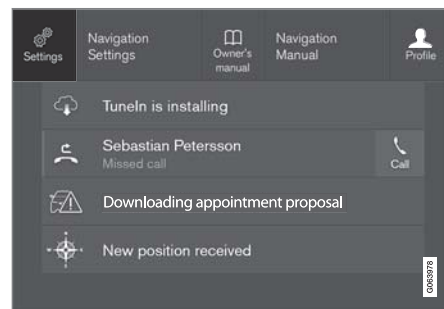 Settings
Navigation
Settings
Owner's
manual
Navigation
Manual
Profile
TuneIn is installing
Sebastian Petersson
Missed call
Call
Downloading appointment proposal
New position received
G063978